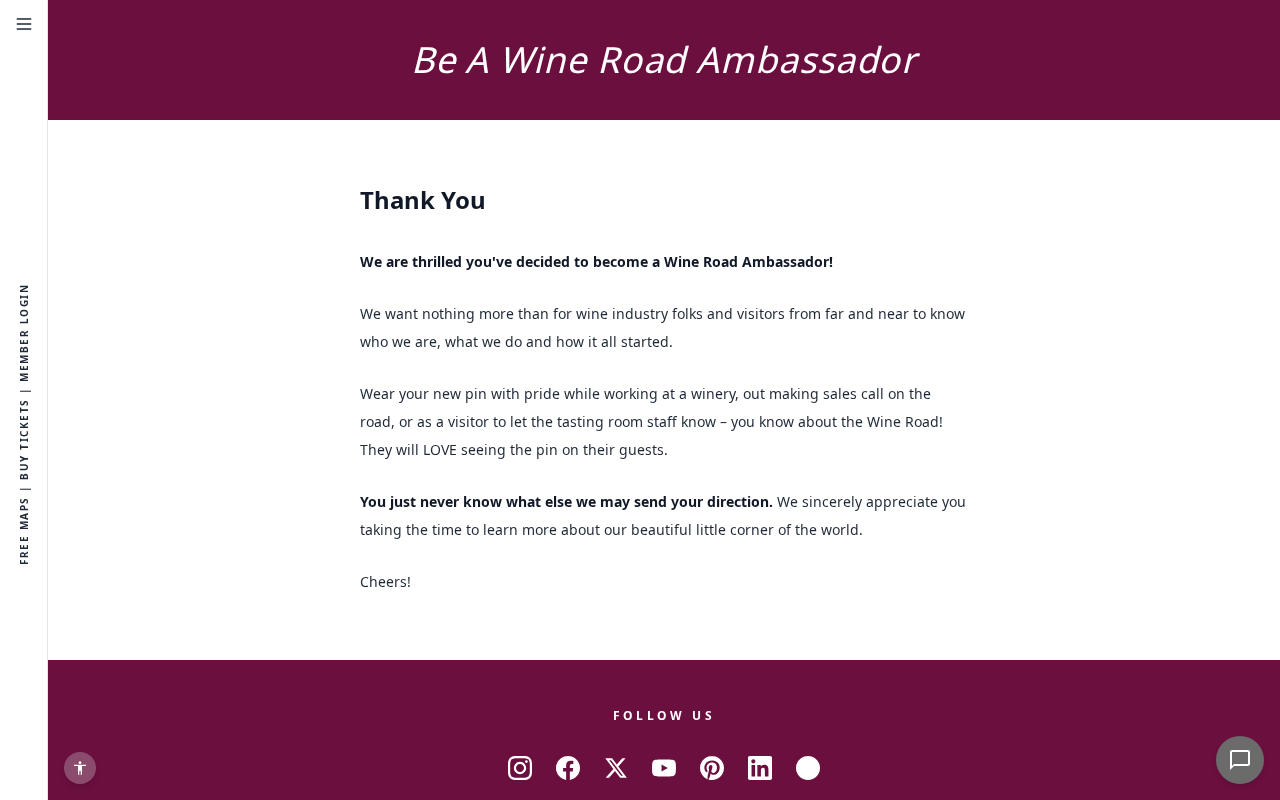 Be A Wine Road Ambassador
FREE MAPS | BUY TICKETS | MEMBER LOGIN
Thank You
We are thrilled you've decided to become a Wine Road Ambassador!
We want nothing more than for wine industry folks and visitors from far and near to know
who we are, what we do and how it all started.
Wear your new pin with pride while working at a winery, out making sales call on the
road, or as a visitor to let the tasting room staff know – you know about the Wine Road!
They will LOVE seeing the pin on their guests.
You just never know what else we may send your direction. We sincerely appreciate you
taking the time to learn more about our beautiful little corner of the world.
Cheers!
FOLLOW US